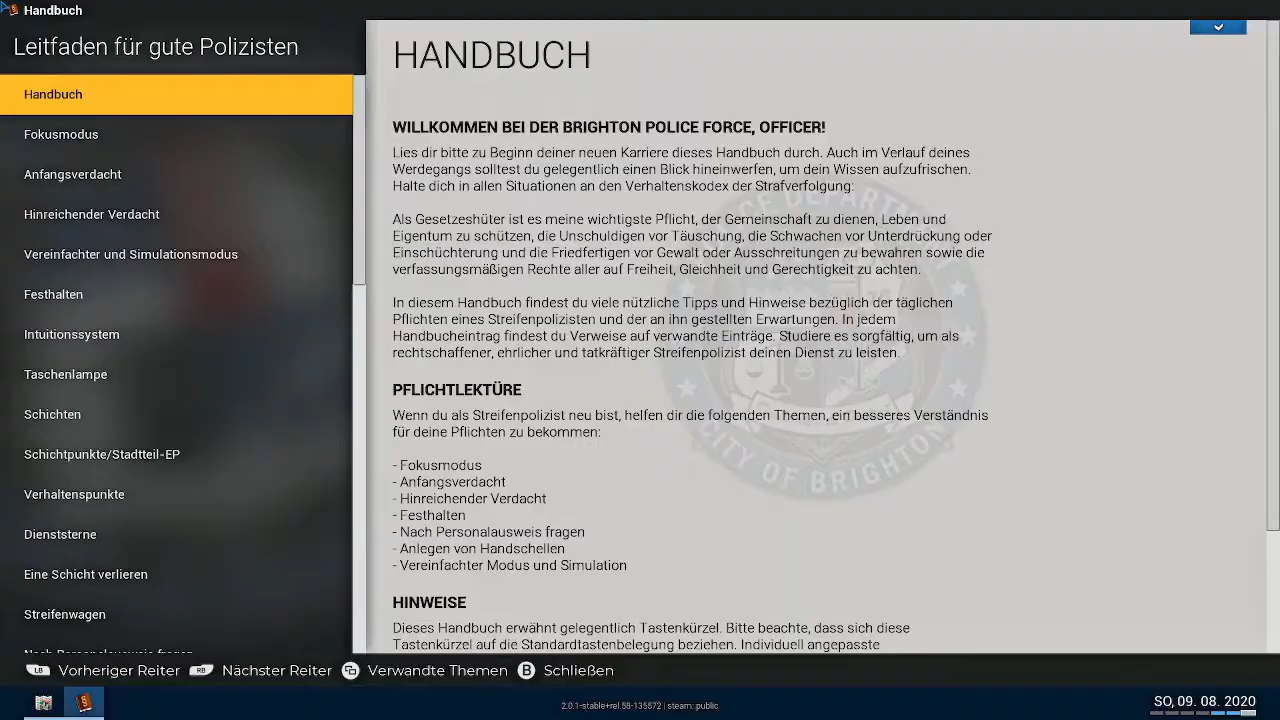 Handbuch
Leitfaden für gute Polizisten
Handbuch
Fokusmodus
Anfangsverdacht
Hinreichender Verdacht
Vereinfachter und Simulationsmodus
Festhalten
Intuitionssystem
Taschenlampe
Schichten
Schichtpunkte/Stadtteil-EP
Verhaltenspunkte
Dienststerne
Eine Schicht verlieren
Streifenwagen
Nach Personalausweis fragen
HANDBUCH
WILLKOMMEN BEI DER BRIGHTON POLICE FORCE, OFFICER!
Lies dir bitte zu Beginn deiner neuen Karriere dieses Handbuch durch. Auch im Verlauf deines
Werdegangs solltest du gelegentlich einen Blick hineinwerfen, um dein Wissen aufzufrischen.
Halte dich in allen Situationen an den Verhaltenskodex der Strafverfolgung:
Als Gesetzeshüter ist es meine wichtigste Pflicht, der Gemeinschaft zu dienen, Leben und
Eigentum zu schützen, die Unschuldigen vor Täuschung, die Schwachen vor Unterdrückung oder
Einschüchterung und die Friedfertigen vor Gewalt oder Ausschreitungen zu bewahren sowie die
verfassungsmäßigen Rechte aller auf Freiheit, Gleichheit und Gerechtigkeit zu achten.
In diesem Handbuch findest du viele nützliche Tipps und Hinweise bezüglich der täglichen
Pflichten eines Streifenpolizisten und der an ihn gestellten Erwartungen. In jedem
Handbucheintrag findest du Verweise auf verwandte Einträge. Studiere es sorgfältig, um als
rechtschaffener, ehrlicher und tatkräftiger Streifenpolizist deinen Dienst zu leisten.
PFLICHTLEKTÜRE
Wenn du als Streifenpolizist neu bist, helfen dir die folgenden Themen, ein besseres Verständnis
für deine Pflichten zu bekommen:
- Fokusmodus
- Anfangsverdacht
- Hinreichender Verdacht
- Festhalten
- Nach Personalausweis fragen
- Anlegen von Handschellen
- Vereinfachter Modus und Simulation
HINWEISE
Dieses Handbuch erwähnt gelegentlich Tastenkürzel. Bitte beachte, dass sich diese
Tastenkürzel auf die Standardtastenbelegung beziehen. Individuell angepasste
POLICE DEPARTMENT
CITY OF BRIGHTON
LB Vorheriger Reiter RB Nächster Reiter Verwandte Themen B Schließen
2.0.1-stable+rel.58-135572 | steam:public
SO, 09. 08. 2020